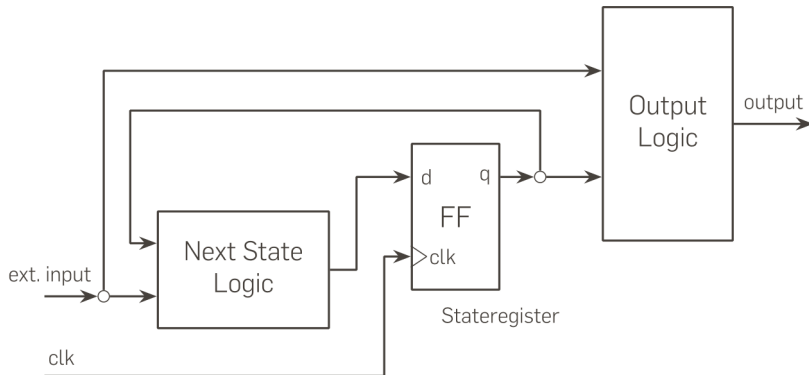 Output
Logic
output
d
q
FF
clk
Next State
Logic
ext. input
Stateregister
clk